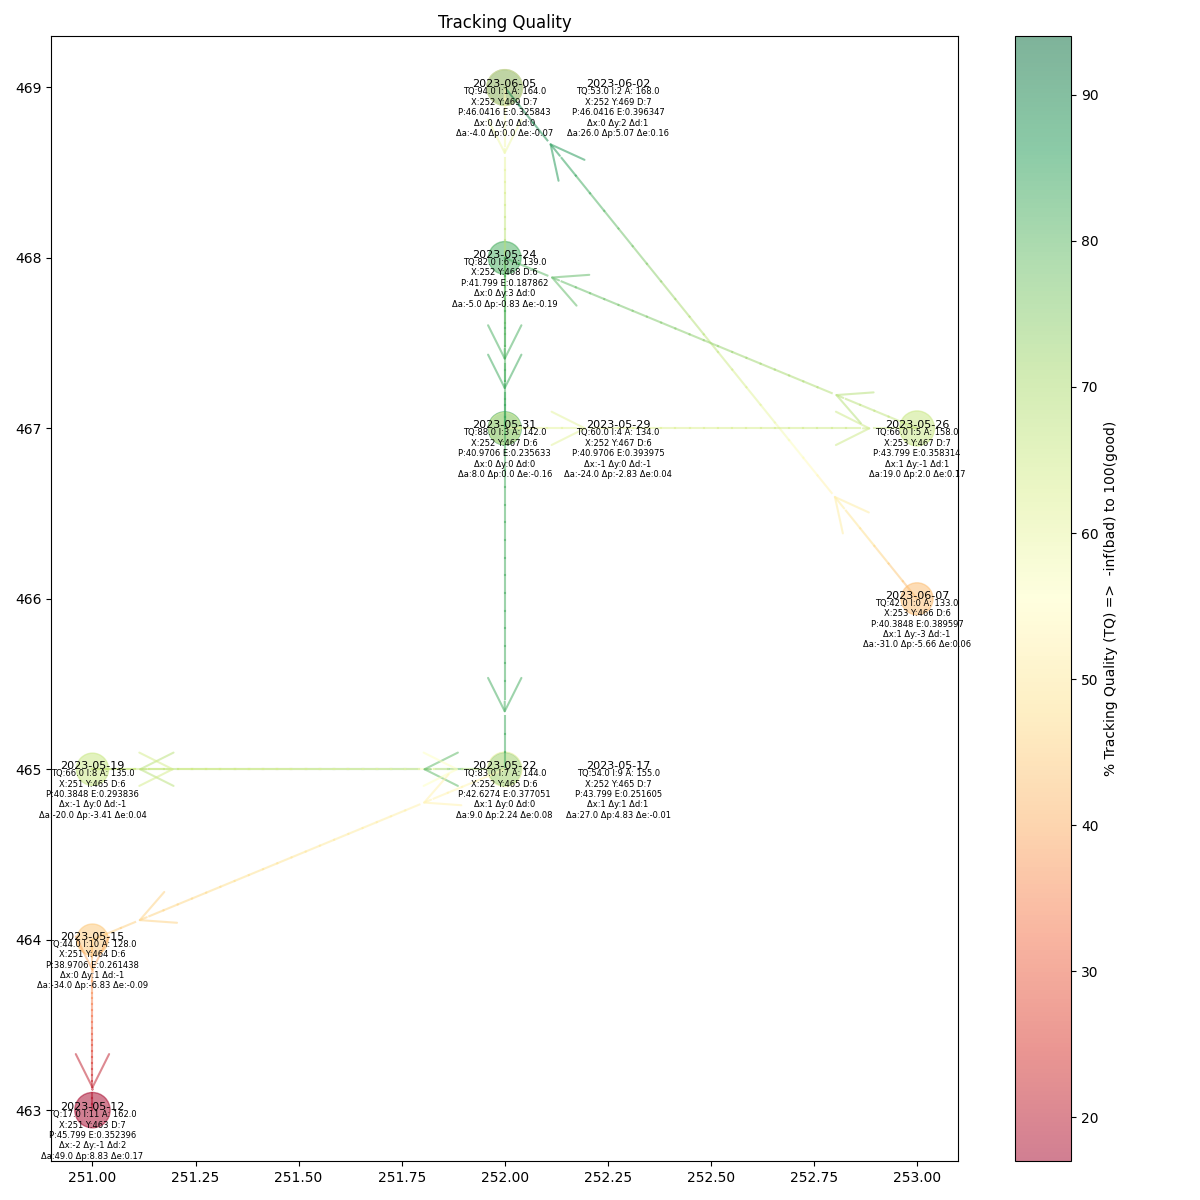 Tracking Quality
469
468
467
466
465
464
463
2023-06-05
TQ:94.0 I:1 A: 164.0
X:252 Y:469 D:7
P:46.0416 E:0.325843
Δx:0 Δy:0 Δd:0
Δa:-4.0 Δp:0.0 Δe:-0.07
2023-06-02
TQ:53.0 I:2 A: 168.0
X:252 Y:469 D:7
P:46.0416 E:0.396347
Δx:0 Δy:2 Δd:1
Δa:26.0 Δp:5.07 Δe:0.16
2023-05-24
TQ:82.0 I:6 A: 139.0
X:252 Y:468 D:6
P:41.799 E:0.187862
Δx:0 Δy:3 Δd:0
Δa:-5.0 Δp:-0.83 Δe:-0.19
2023-05-31
TQ:88.0 I:3 A: 142.0
X:252 Y:467 D:6
P:40.9706 E:0.235633
Δx:0 Δy:0 Δd:0
Δa:8.0 Δp:0.0 Δe:-0.16
2023-05-29
TQ:60.0 I:4 A: 134.0
X:252 Y:467 D:6
P:40.9706 E:0.393975
Δx:-1 Δy:0 Δd:-1
Δa:-24.0 Δp:-2.83 Δe:0.04
2023-05-26
TQ:66.0 I:5 A: 158.0
X:253 Y:467 D:7
P:43.799 E:0.358314
Δx:1 Δy:-1 Δd:1
Δa:19.0 Δp:2.0 Δe:0.17
2023-06-07
TQ:42.0 I:0 A: 133.0
X:253 Y:466 D:6
P:40.3848 E:0.389597
Δx:1 Δy:-3 Δd:-1
Δa:-31.0 Δp:-5.66 Δe:0.06
2023-05-19
TQ:66.0 I:8 A: 135.0
X:251 Y:465 D:6
P:40.3848 E:0.293836
Δx:-1 Δy:0 Δd:-1
Δa:-20.0 Δp:-3.41 Δe:0.04
2023-05-22
TQ:83.0 I:7 A: 144.0
X:252 Y:465 D:6
P:42.6274 E:0.377051
Δx:1 Δy:0 Δd:0
Δa:9.0 Δp:2.24 Δe:0.08
2023-05-17
TQ:54.0 I:9 A: 155.0
X:252 Y:465 D:7
P:43.799 E:0.251605
Δx:1 Δy:1 Δd:1
Δa:27.0 Δp:4.83 Δe:-0.01
2023-05-15
TQ:44.0 I:10 A: 128.0
X:251 Y:464 D:6
P:38.9706 E:0.261438
Δx:0 Δy:1 Δd:-1
Δa:-34.0 Δp:-6.83 Δe:-0.09
2023-05-12
TQ:17.0 I:11 A: 162.0
X:251 Y:463 D:7
P:45.799 E:0.352396
Δx:-2 Δy:-1 Δd:2
Δa:49.0 Δp:8.83 Δe:0.17
251.00 251.25 251.50 251.75 252.00 252.25 252.50 252.75 253.00
90
80
70
60
50
40
30
20
% Tracking Quality (TQ) => -inf(bad) to 100(good)